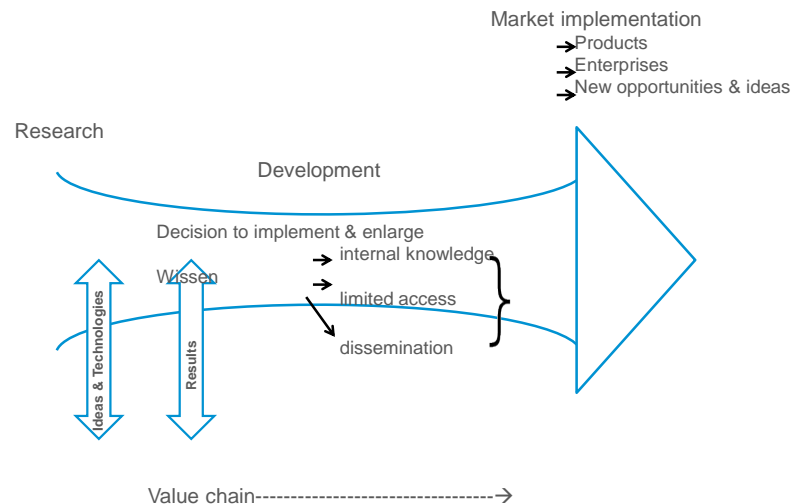 Market implementation
Products
Enterprises
New opportunities & ideas
Research
Development
Decision to implement & enlarge
internal knowledge
Wissen
limited access
dissemination
Ideas & Technologies
Results
Value chain----------------------------------→